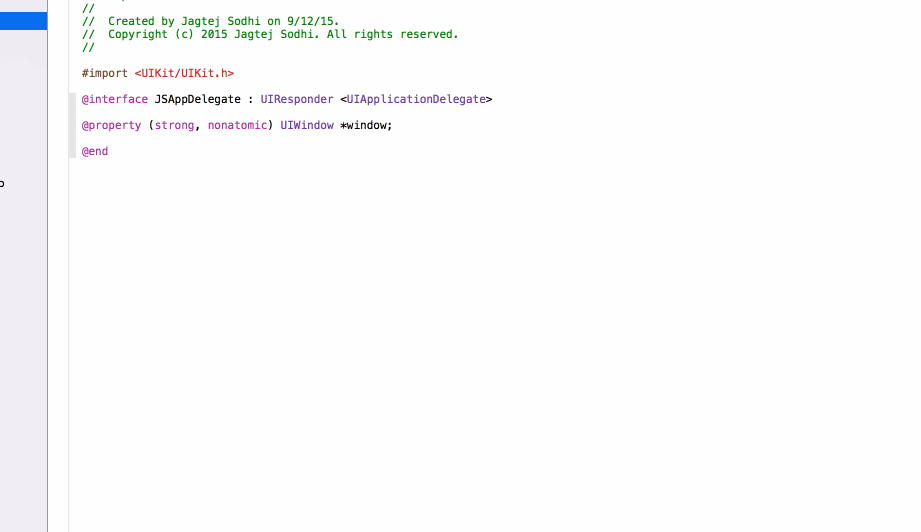 //
//  Created by Jagtej Sodhi on 9/12/15.
//  Copyright (c) 2015 Jagtej Sodhi. All rights reserved.
//
#import <UIKit/UIKit.h>
@interface JSAppDelegate : UIResponder <UIApplicationDelegate>
@property (strong, nonatomic) UIWindow *window;
@end